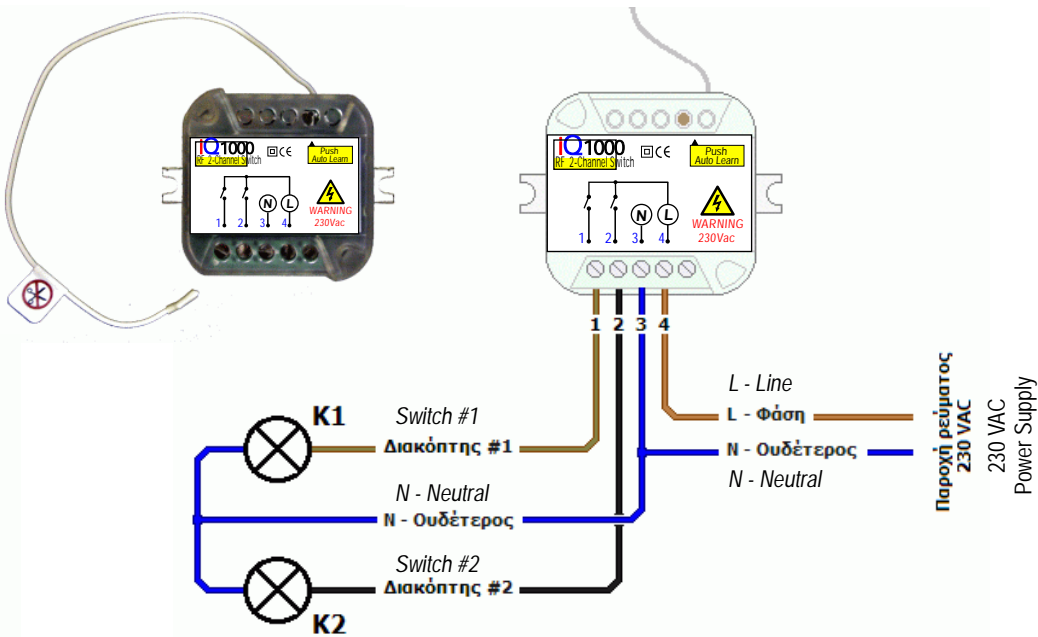 iQ1000
RF 2-Channel Switch
Push
Auto Learn
CE
N L
WARNING
230Vac
1 2 3 4
iQ1000
RF 2-Channel Switch
Push
Auto Learn
CE
N L
WARNING
230Vac
1 2 3 4
1 2 3 4
K1
Switch #1
Διακόπτης #1
N - Neutral
N - Ουδέτερος
Switch #2
Διακόπτης #2
K2
L - Line
L - Φάση
N - Ουδέτερος
N - Neutral
Παροχή ρεύματος
230 VAC
230 VAC
Power Supply